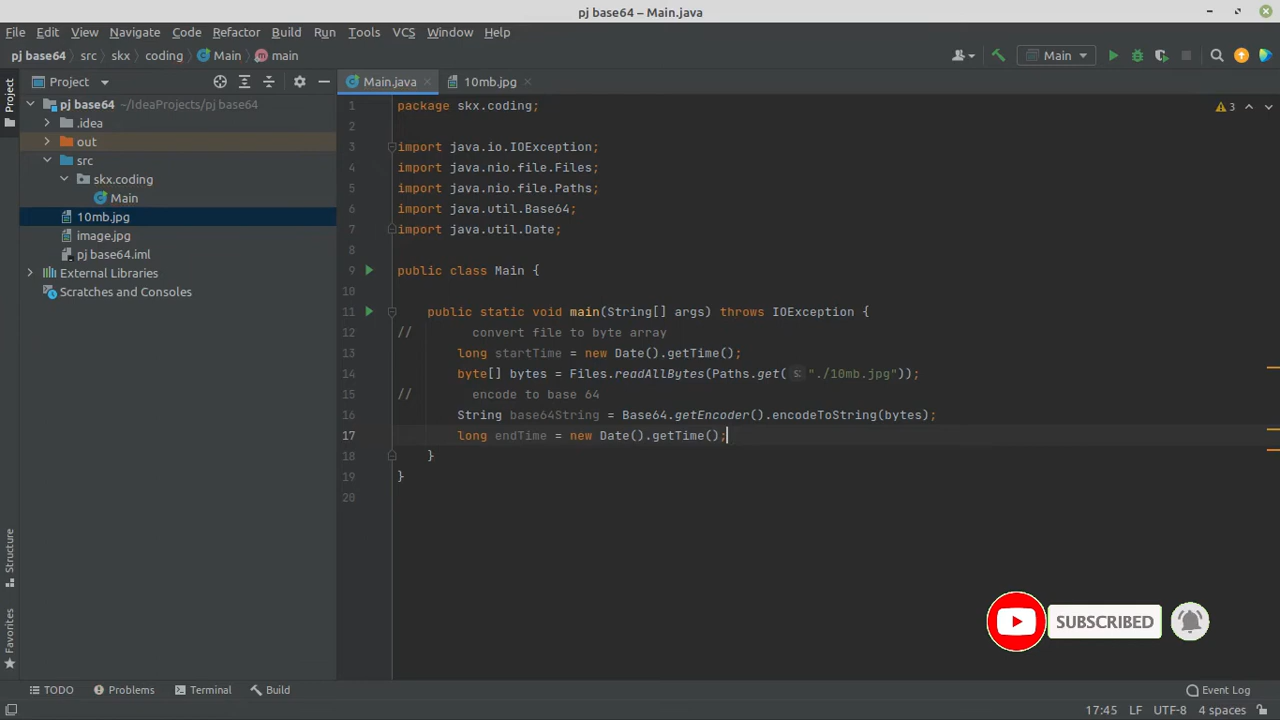 pj base64 – Main.java
File Edit View Navigate Code Refactor Build Run Tools VCS Window Help
pj base64 src skx coding Main main Main
Project
Main.java 10mb.jpg
Project
pj base64 ~/IdeaProjects/pj base64
.idea
out
src
skx.coding
Main
10mb.jpg
image.jpg
pj base64.iml
External Libraries
Scratches and Consoles
Structure
Favorites
3
1 package skx.coding;
2
3 import java.io.IOException;
4 import java.nio.file.Files;
5 import java.nio.file.Paths;
6 import java.util.Base64;
7 import java.util.Date;
8
9 public class Main {
10
11 public static void main(String[] args) throws IOException {
12 // convert file to byte array
13 long startTime = new Date().getTime();
14 byte[] bytes = Files.readAllBytes(Paths.get( s: "./10mb.jpg"));
15 // encode to base 64
16 String base64String = Base64.getEncoder().encodeToString(bytes);
17 long endTime = new Date().getTime();
18 }
19 }
20
SUBSCRIBED
TODO Problems Terminal Build Event Log
17:45 LF UTF-8 4 spaces